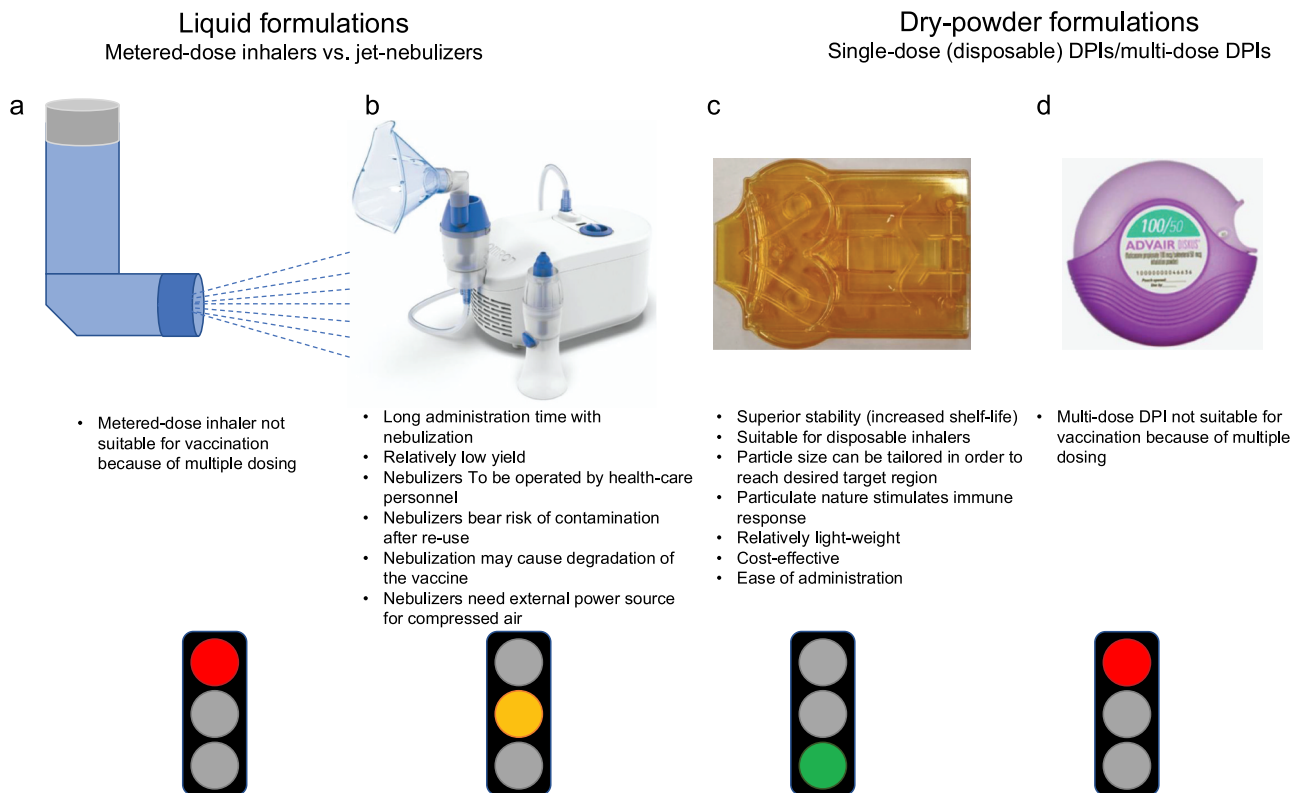 Liquid formulations
Metered-dose inhalers vs. jet-nebulizers
Dry-powder formulations
Single-dose (disposable) DPIs/multi-dose DPIs
a
b
c
d
100/50
ADVAIR DISKUS
• Metered-dose inhaler not
suitable for vaccination
because of multiple dosing
• Long administration time with
nebulization
• Relatively low yield
• Nebulizers To be operated by health-care
personnel
• Nebulizers bear risk of contamination
after re-use
• Nebulization may cause degradation of
the vaccine
• Nebulizers need external power source
for compressed air
• Superior stability (increased shelf-life)
• Suitable for disposable inhalers
• Particle size can be tailored in order to
reach desired target region
• Particulate nature stimulates immune
response
• Relatively light-weight
• Cost-effective
• Ease of administration
• Multi-dose DPI not suitable for
vaccination because of multiple
dosing